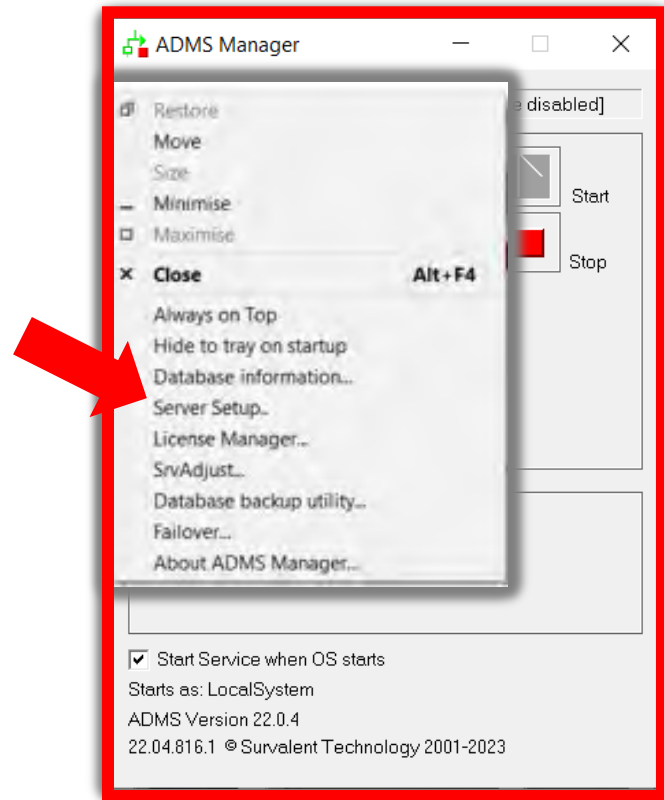 ADMS Manager
e disabled]
Restore
Move
Size
Minimise
Maximise
Close Alt+F4
Always on Top
Hide to tray on startup
Database information...
Server Setup..
License Manager...
SrvAdjust...
Database backup utility...
Failover...
About ADMS Manager...
Start
Stop
Start Service when OS starts
Starts as: LocalSystem
ADMS Version 22.0.4
22.04.816.1 © Survalent Technology 2001-2023